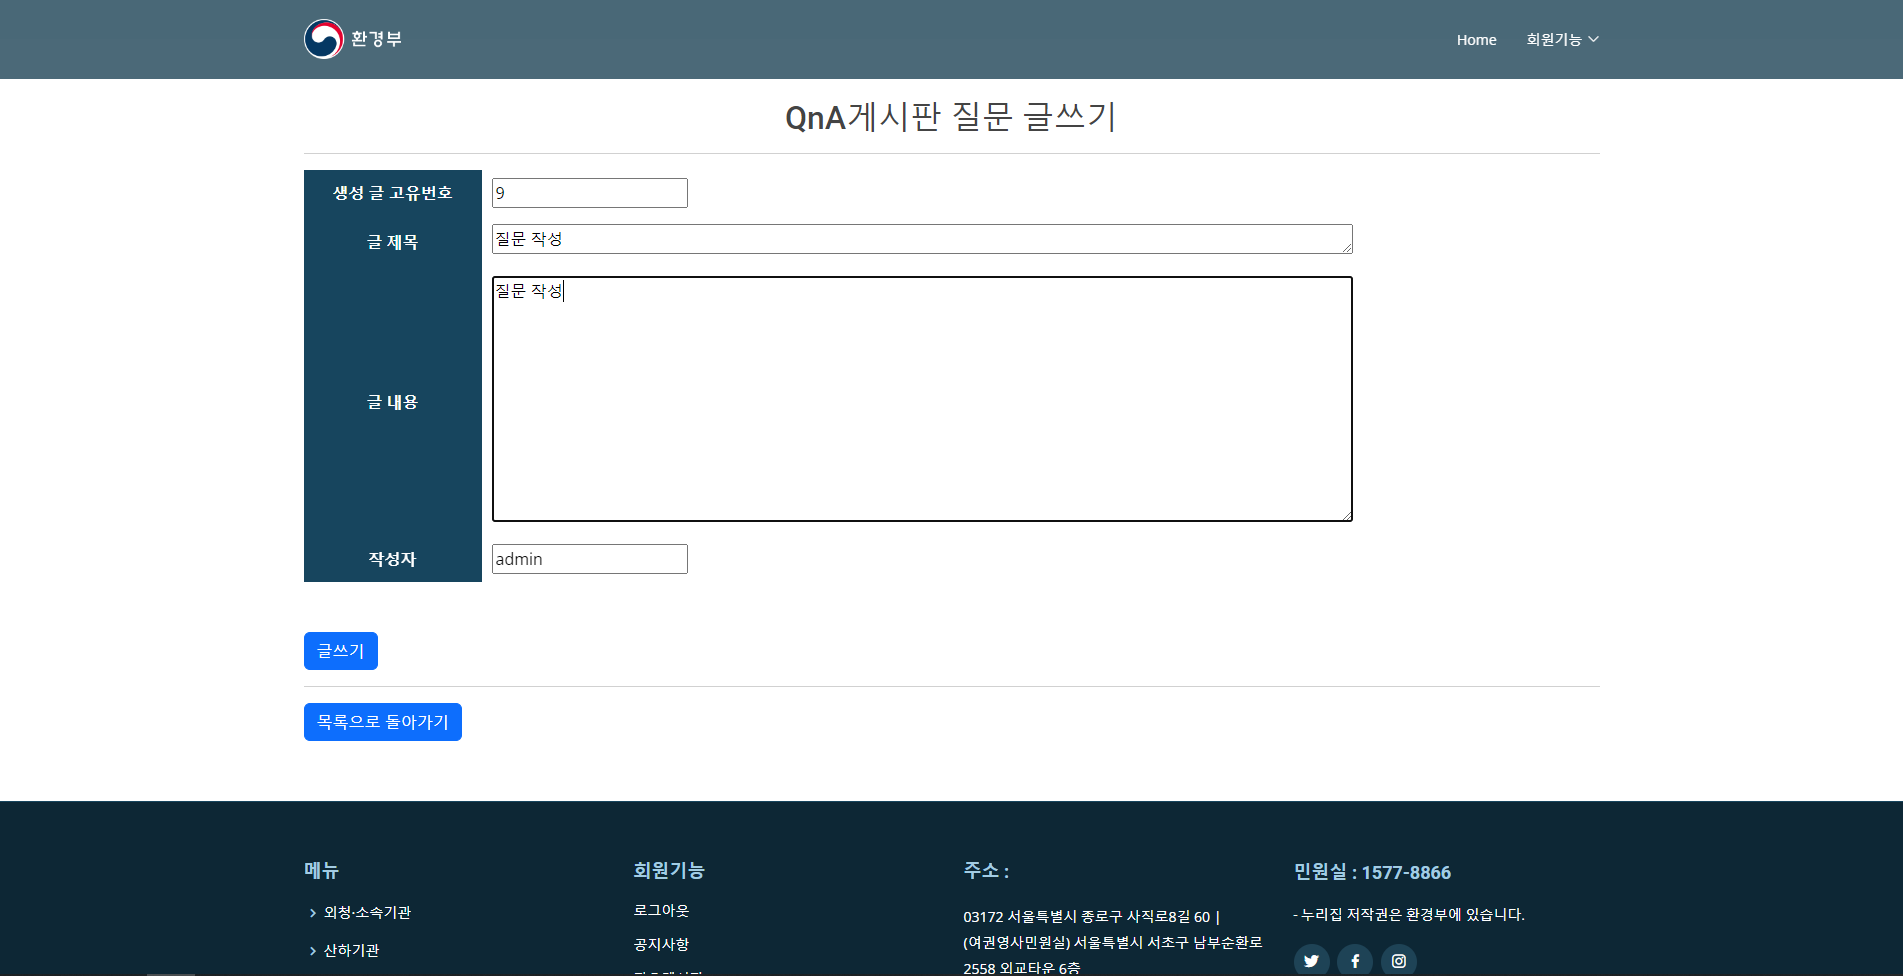 환경부
Home 회원기능
QnA게시판 질문 글쓰기
생성 글 고유번호 9
글 제목 질문 작성
글 내용 질문 작성
작성자 admin
글쓰기
목록으로 돌아가기
메뉴
외청·소속기관
산하기관
회원기능
로그아웃
공지사항
주소 :
03172 서울특별시 종로구 사직로8길 60 |
(여권영사민원실) 서울특별시 서초구 남부순환로
2558 외교타운 6층
민원실 : 1577-8866
- 누리집 저작권은 환경부에 있습니다.